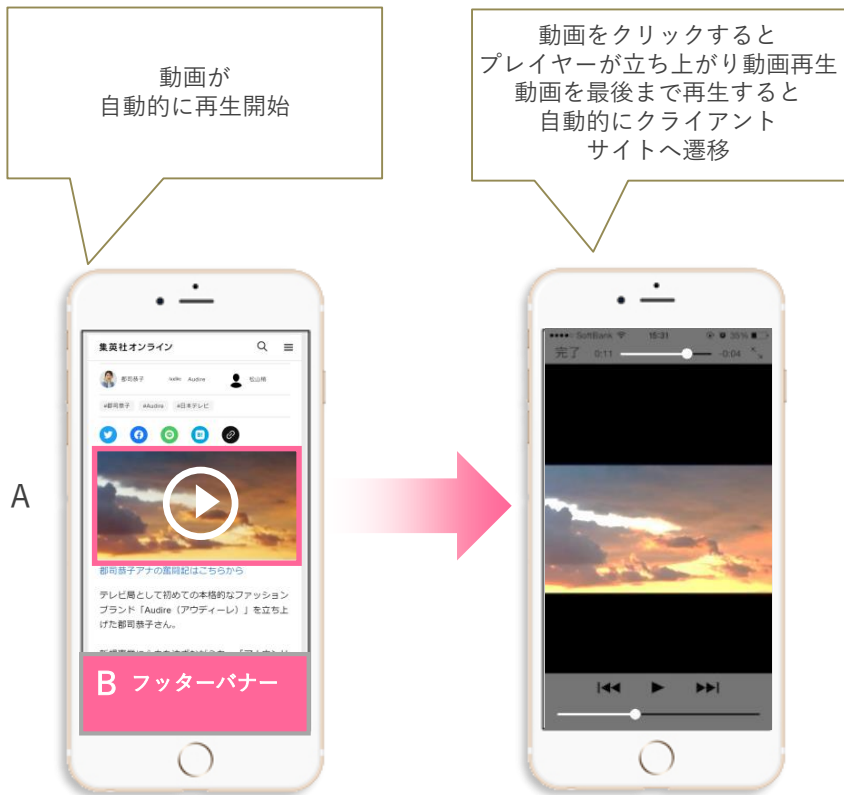 動画が
自動的に再生開始
動画をクリックすると
プレイヤーが立ち上がり動画再生
動画を最後まで再生すると
自動的にクライアント
サイトへ遷移
A
集英社オンライン
郡司恭子
Audire
Audire
松山梢
#郡司恭子 #Audire #日本テレビ
郡司恭子アナの奮闘記はこちらから
テレビ局として初めての本格的なファッション
ブランド「Audire（アウディーレ）」を立ち上
げた郡司恭子さん。
B フッターバナー
SoftBank 15:31 35%
完了 0:11 -0:04